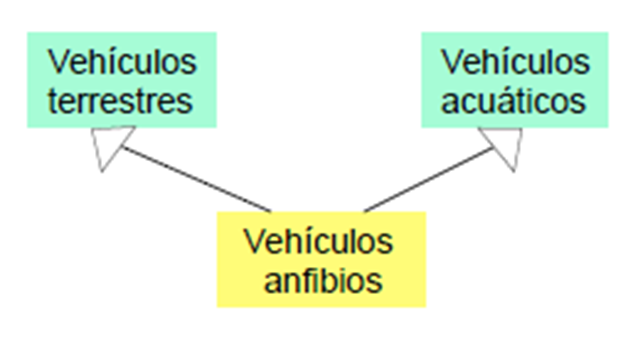 Vehículos
terrestres
Vehículos
acuáticos
Vehículos
anfibios